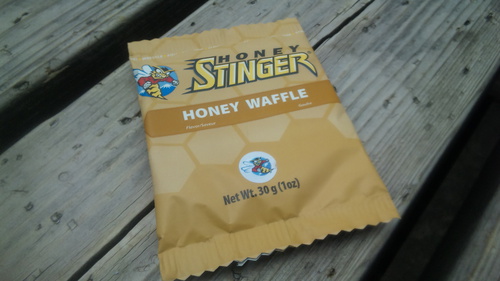 HONEY
STINGER
HONEY WAFFLE
Net Wt. 30 g (1oz)